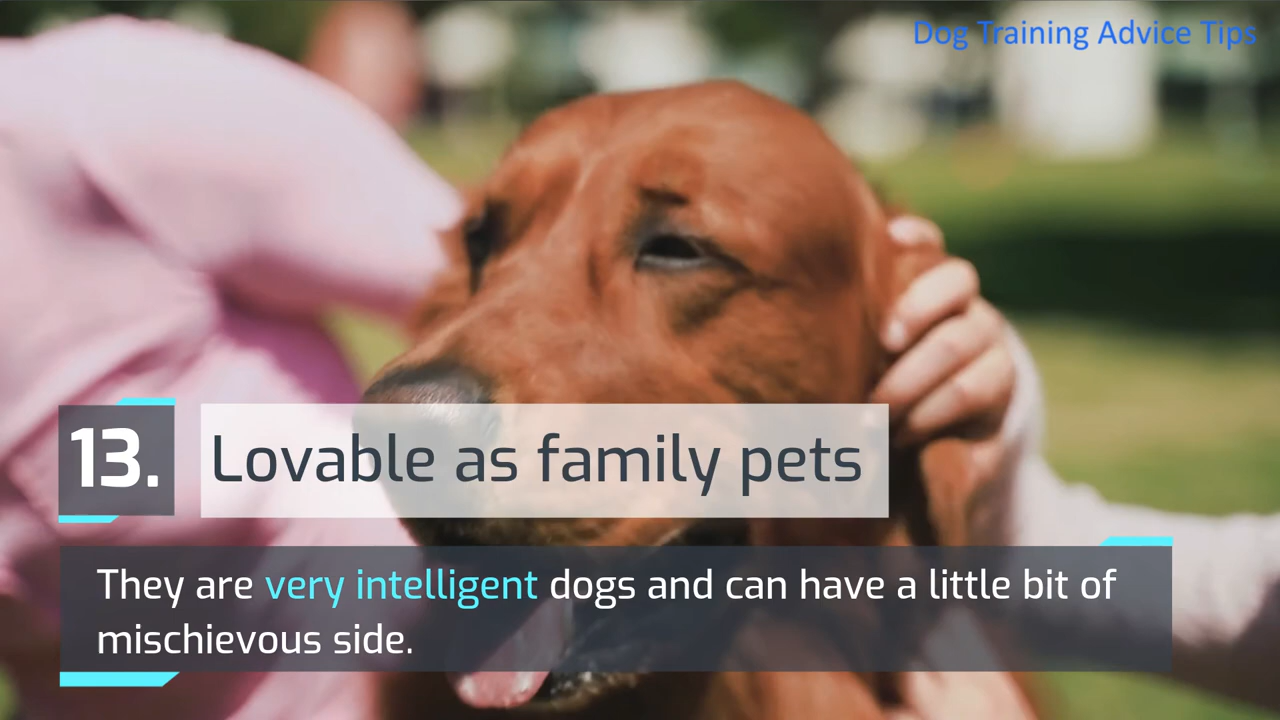 Dog Training Advice Tips
13. Lovable as family pets
They are very intelligent dogs and can have a little bit of
mischievous side.